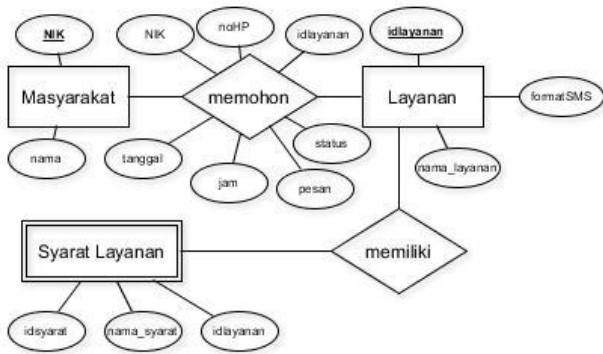 NIK
NIK
noHP
idlayanan
idlayanan
Masyarakat
memohon
Layanan
formatSMS
nama
tanggal
jam
pesan
status
nama_layanan
Syarat Layanan
memiliki
idsyarat
nama_syarat
idlayanan